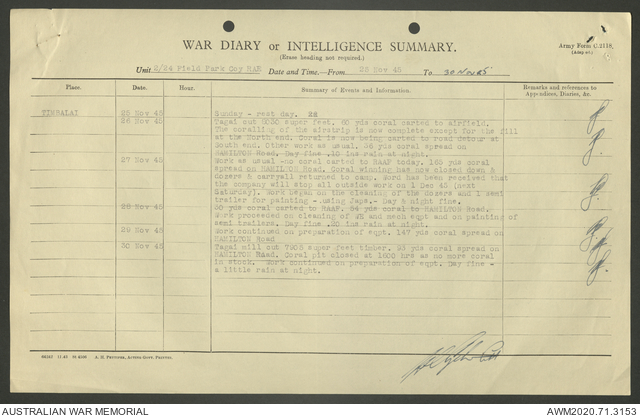 WAR DIARY or INTELLIGENCE SUMMARY.
(Erase heading not required.)
Army Form C.2118.
Unit 2/24 Field Park Coy RAE Date and Time.—From 25 Nov 45 To 30 Nov 45
Place. Date. Hour. Summary of Events and Information. Remarks and references to Appendices, Diaries, &c.
TIMBALAI 25 Nov 45 Sunday - rest day.
26 Nov 45 Tagai cut 6030 super feet. 60 yds coral carted to airfield.
The coralling of the airstrip is now complete except for the fill
at the North end. Coral is now being carted to road detour at
South end. Other work as usual. 38 yds coral spread on
HAMILTON Road. Day fine, .10 ins rain at night.
27 Nov 45 Work as usual -no coral carted to RAAF today. 165 yds coral
spread on HAMILTON Road. Coral winning has now closed down &
dozers & carryall returned to camp. Word has been received that
the company will stop all outside work on 1 Dec 45 (next
Saturday). Work began on the cleaning of the dozers and 1 semi
trailer for painting - using Japs. - Day & night fine.
28 Nov 45 30 yds coral carted to RAAF. 84 yds coral to HAMILTON Road.
Work proceeded on cleaning of ME and mech eqpt and on painting of
semi trailers. Day fine. .30 ins rain at night.
29 Nov 45 Work continued on preparation of eqpt. 147 yds coral spread on
HAMILTON Road
30 Nov 45 Tagai mill cut 7935 super feet timber. 93 yds coral spread on
HAMILTON Road. Coral pit closed at 1600 hrs as no more coral
in stock. Work continued on preparation of eqpt. Day fine -
a little rain at night.
A. H. Pettifer, Acting Govt. Printer.
AUSTRALIAN WAR MEMORIAL
AWM2020.71.3153